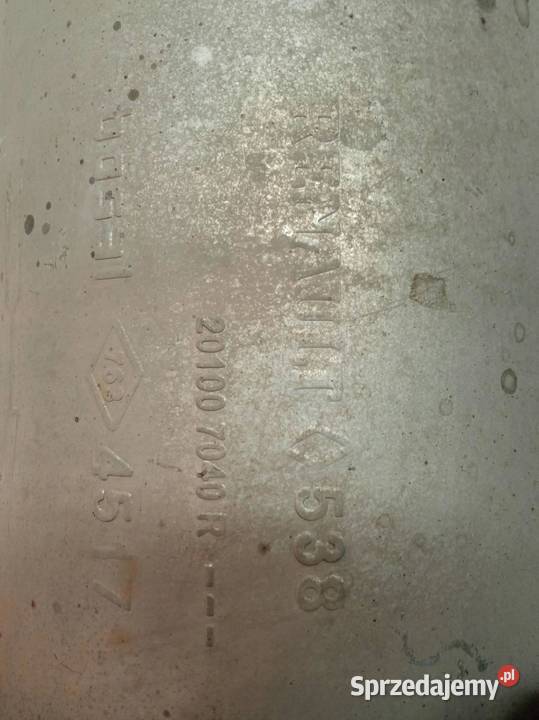 RENAULT ◇ 538
201007040R ---
4517
Sprzedajemy.pl